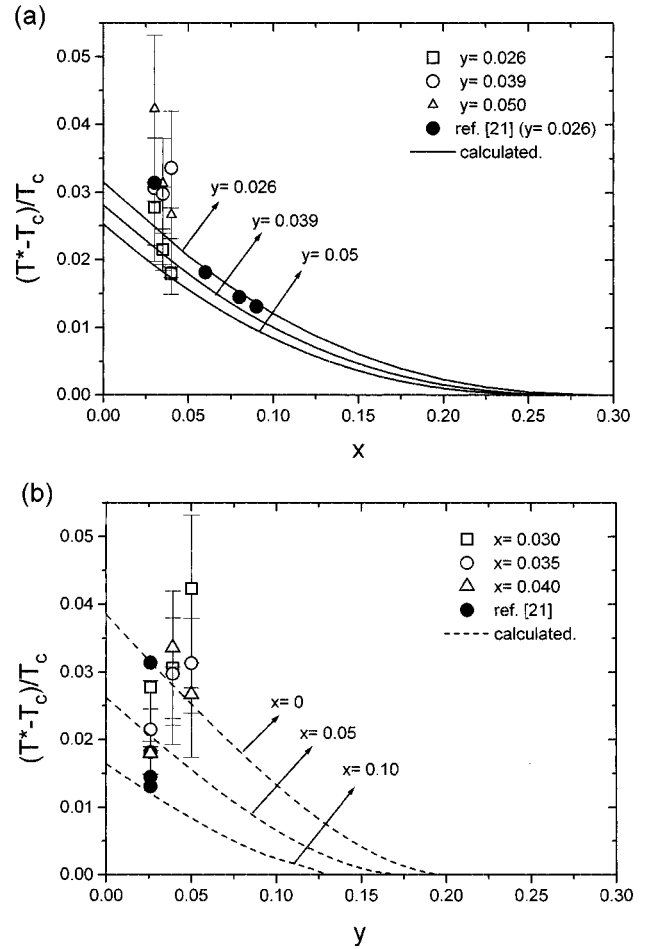 (a)
0.05
0.04
0.03
0.02
0.01
0.00
(T*-Tc)/Tc
y= 0.026
y= 0.039
y= 0.050
ref. [21] (y= 0.026)
calculated.
y= 0.026
y= 0.039
y= 0.05
0.00 0.05 0.10 0.15 0.20 0.25 0.30
x
(b)
0.05
0.04
0.03
0.02
0.01
0.00
(T*-Tc)/Tc
x= 0.030
x= 0.035
x= 0.040
ref. [21]
calculated.
x= 0
x= 0.05
x= 0.10
0.00 0.05 0.10 0.15 0.20 0.25 0.30
y